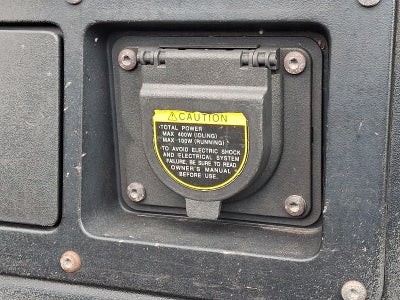 ⚠CAUTION
·TOTAL POWER
MAX 400W (IDLING)
MAX 100W (RUNNING)
·TO AVOID ELECTRIC SHOCK
AND ELECTRICAL SYSTEM
FAILURE, BE SURE TO READ
OWNER'S MANUAL
BEFORE USE.